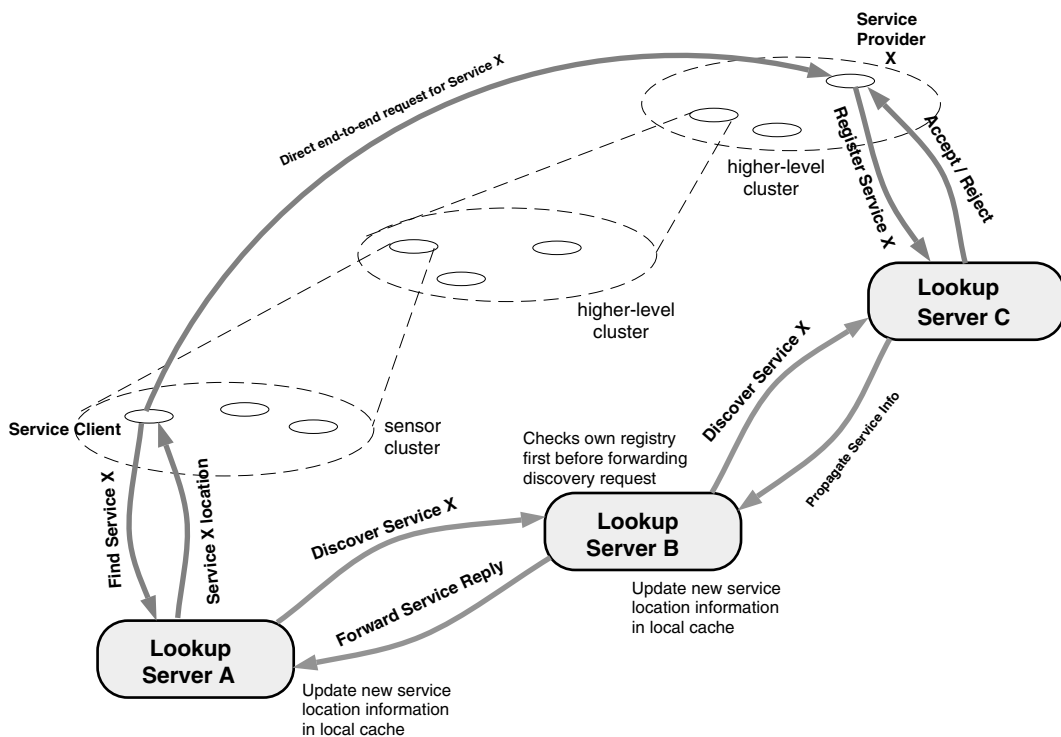 Service
Provider
X
Direct end-to-end request for Service X
Register Service X
Accept / Reject
higher-level
cluster
Lookup
Server C
higher-level
cluster
Discover Service X
Propagate Service Info
Service Client
sensor
cluster
Checks own registry
first before forwarding
discovery request
Find Service X
Service X location
Discover Service X
Lookup
Server B
Forward Service Reply
Update new service
location information
in local cache
Lookup
Server A
Update new service
location information
in local cache